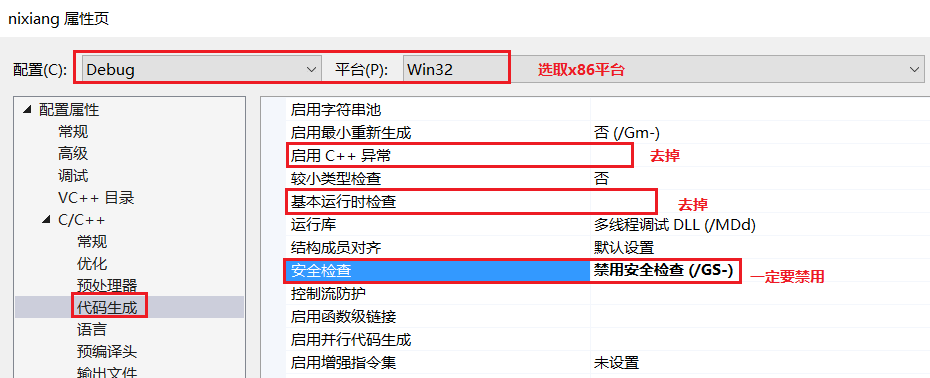 nixiang 属性页
配置(C): Debug 平台(P): Win32 选取x86平台
配置属性
常规
高级
调试
VC++ 目录
C/C++
常规
优化
预处理器
代码生成
语言
预编译头
输出文件
启用字符串池
启用最小重新生成 否 (/Gm-)
启用 C++ 异常 去掉
较小类型检查 否
基本运行时检查 去掉
运行库 多线程调试 DLL (/MDd)
结构成员对齐 默认设置
安全检查 禁用安全检查 (/GS-) 一定要禁用
控制流防护
启用函数级链接
启用并行代码生成
启用增强指令集 未设置